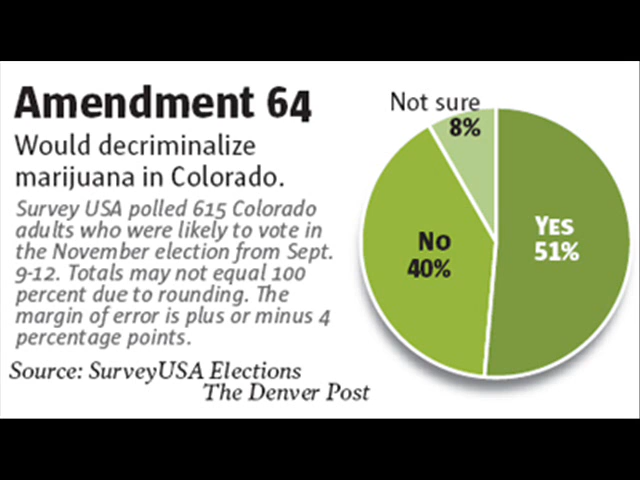 Amendment 64
Would decriminalize
marijuana in Colorado.
Survey USA polled 615 Colorado
adults who were likely to vote in
the November election from Sept.
9-12. Totals may not equal 100
percent due to rounding. The
margin of error is plus or minus 4
percentage points.
Source: SurveyUSA Elections
The Denver Post
Not sure
8%
No
40%
Yes
51%